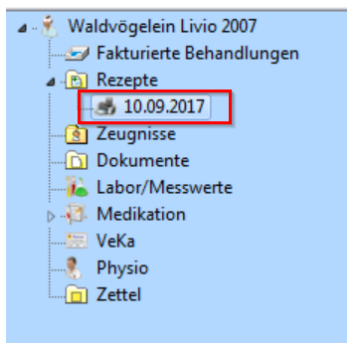 Waldvögelein Livio 2007
Fakturierte Behandlungen
Rezepte
10.09.2017
Zeugnisse
Dokumente
Labor/Messwerte
Medikation
VeKa
Physio
Zettel